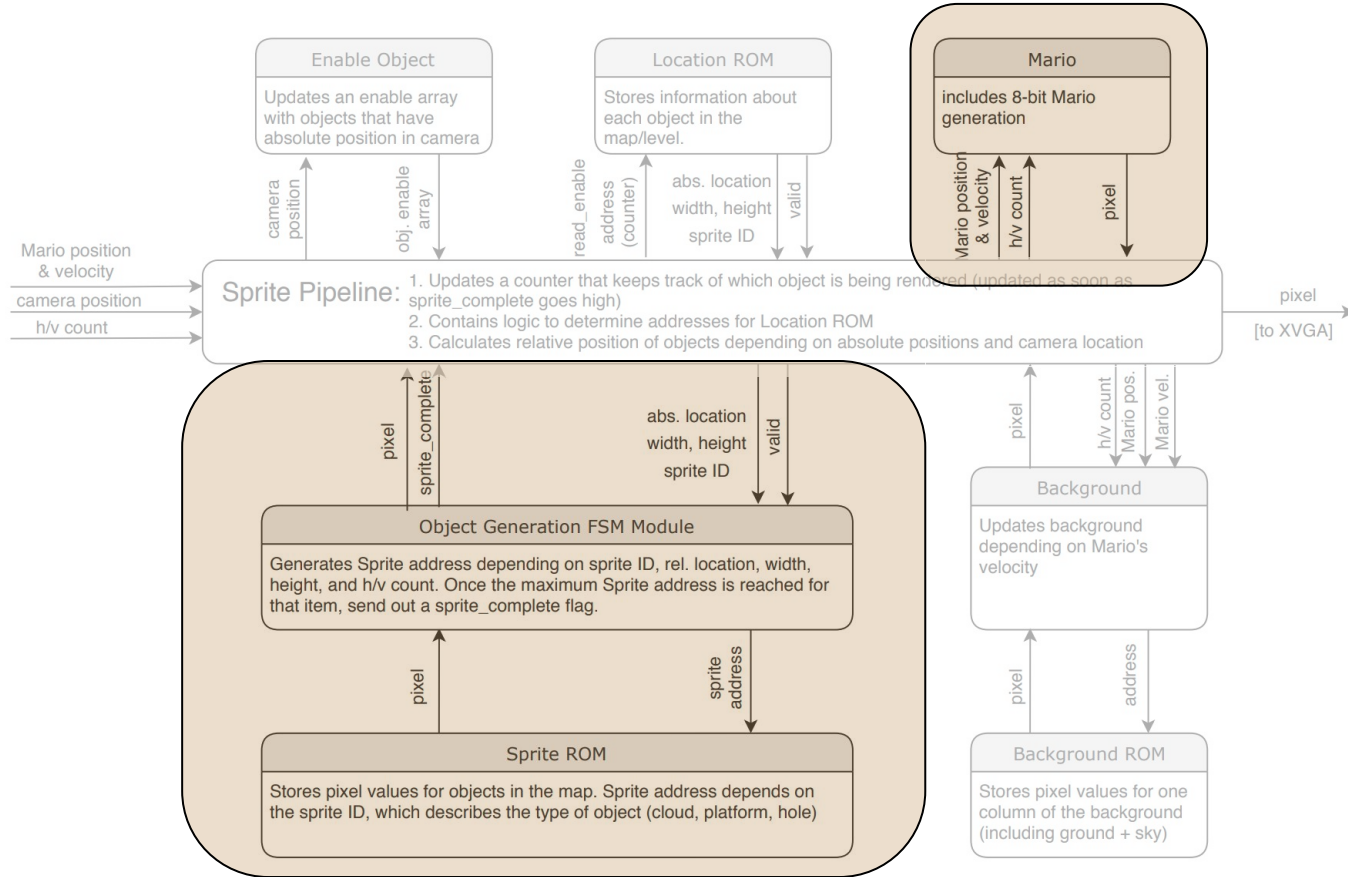 Enable Object
Updates an enable array
with objects that have
absolute position in camera
Location ROM
Stores information about
each object in the
map/level.
Mario
includes 8-bit Mario
generation
camera
position
obj. enable
array
read_enable
address
(counter)
abs. location
width, height
sprite ID
valid
Mario position
& velocity
h/v count
pixel
Mario position
& velocity
camera position
h/v count
Sprite Pipeline:
1. Updates a counter that keeps track of which object is being rendered (updated as soon as
sprite_complete goes high)
2. Contains logic to determine addresses for Location ROM
3. Calculates relative position of objects depending on absolute positions and camera location
pixel
[to XVGA]
pixel
sprite_complete
abs. location
width, height
sprite ID
valid
pixel
h/v count
Mario pos.
Mario vel.
Object Generation FSM Module
Generates Sprite address depending on sprite ID, rel. location, width,
height, and h/v count. Once the maximum Sprite address is reached for
that item, send out a sprite_complete flag.
Background
Updates background
depending on Mario's
velocity
pixel
sprite
address
pixel
address
Sprite ROM
Stores pixel values for objects in the map. Sprite address depends on
the sprite ID, which describes the type of object (cloud, platform, hole)
Background ROM
Stores pixel values for one
column of the background
(including ground + sky)